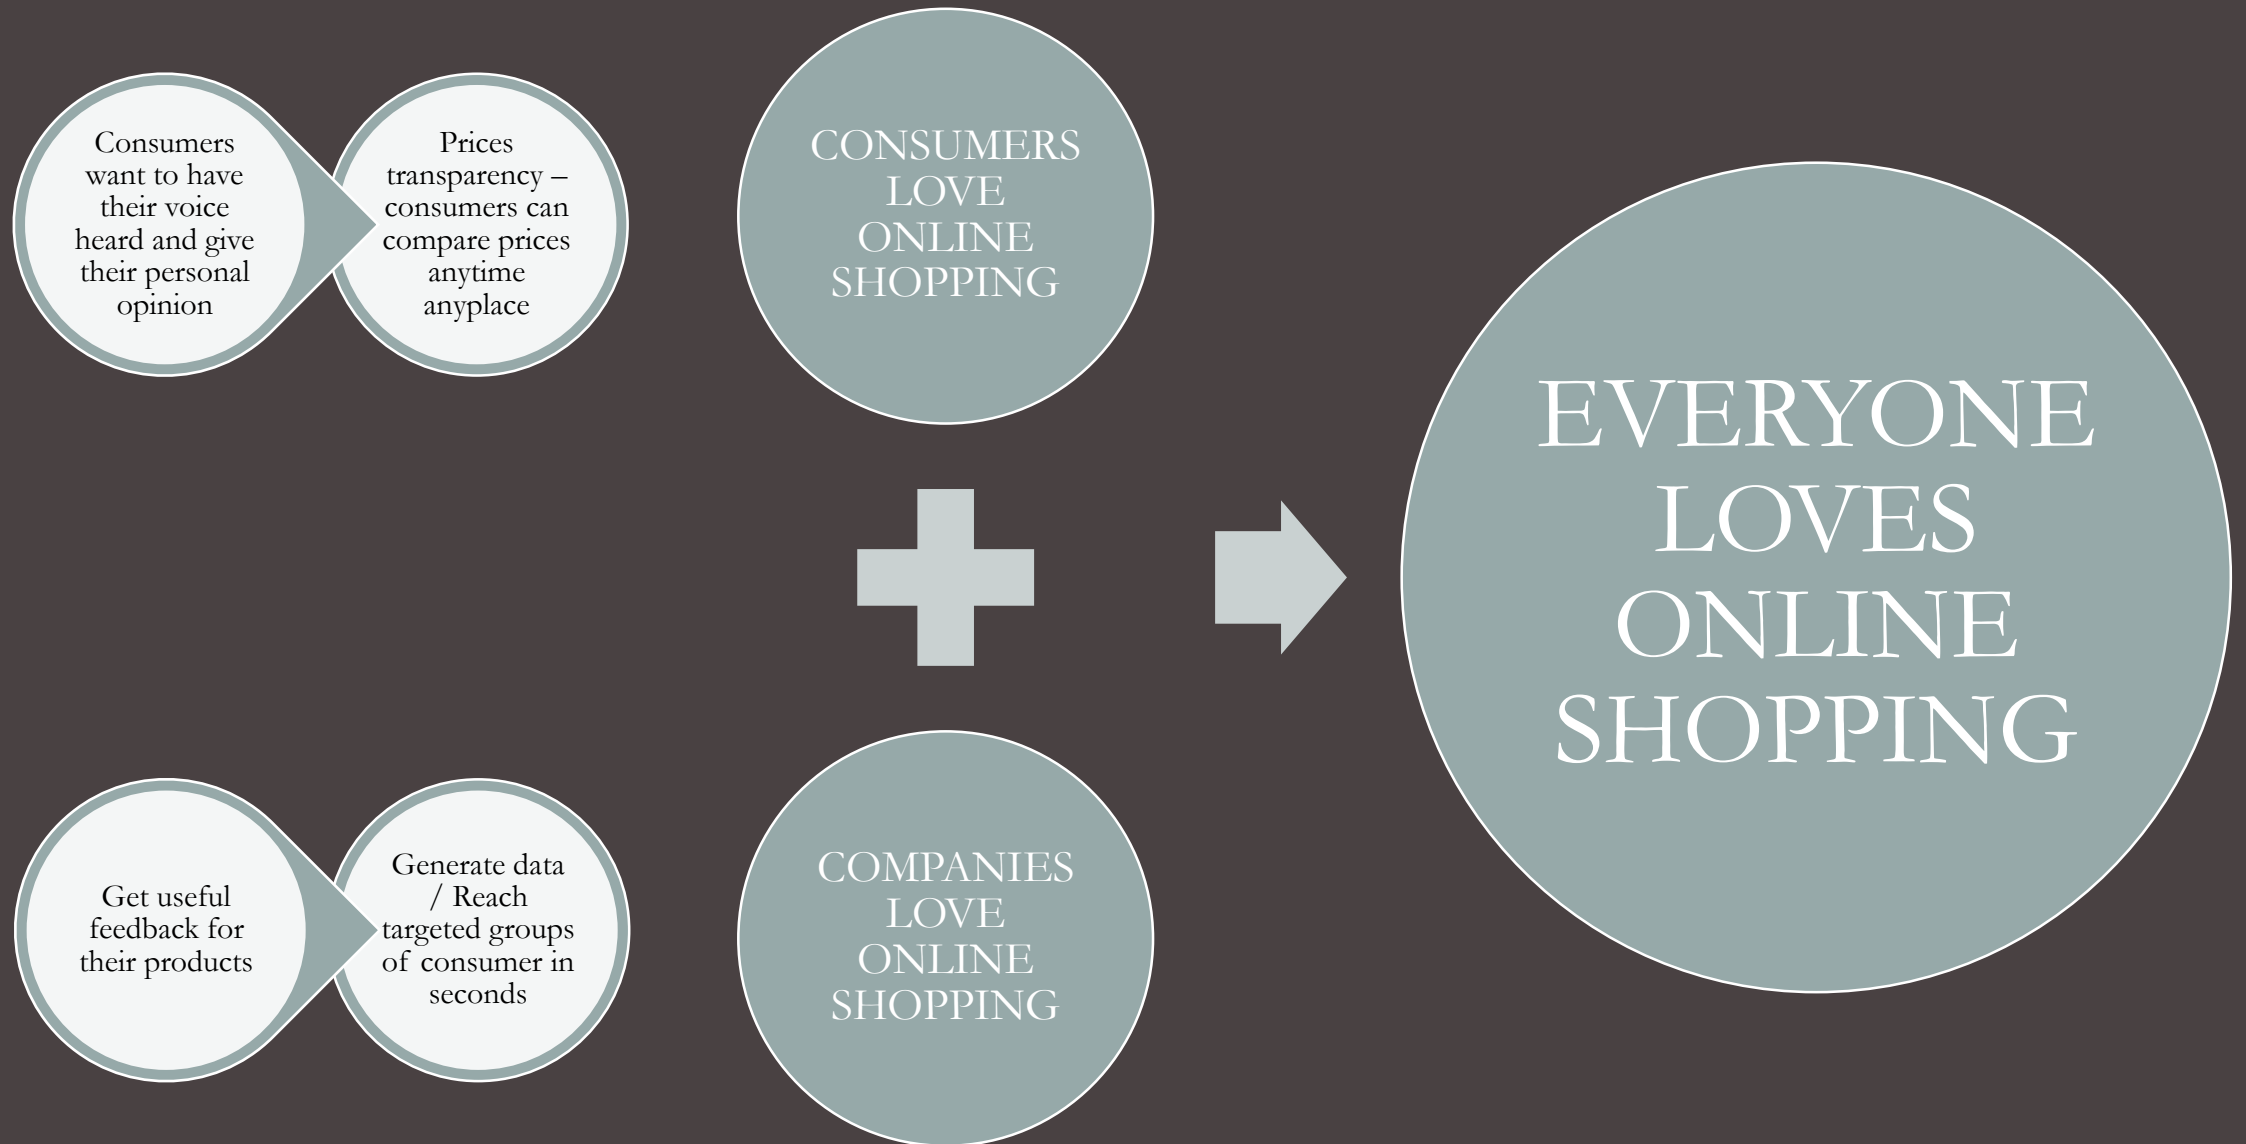 Consumers
want to have
their voice
heard and give
their personal
opinion
Prices
transparency –
consumers can
compare prices
anytime
anyplace
CONSUMERS
LOVE
ONLINE
SHOPPING
Get useful
feedback for
their products
Generate data
/ Reach
targeted groups
of consumer in
seconds
COMPANIES
LOVE
ONLINE
SHOPPING
EVERYONE
LOVES
ONLINE
SHOPPING